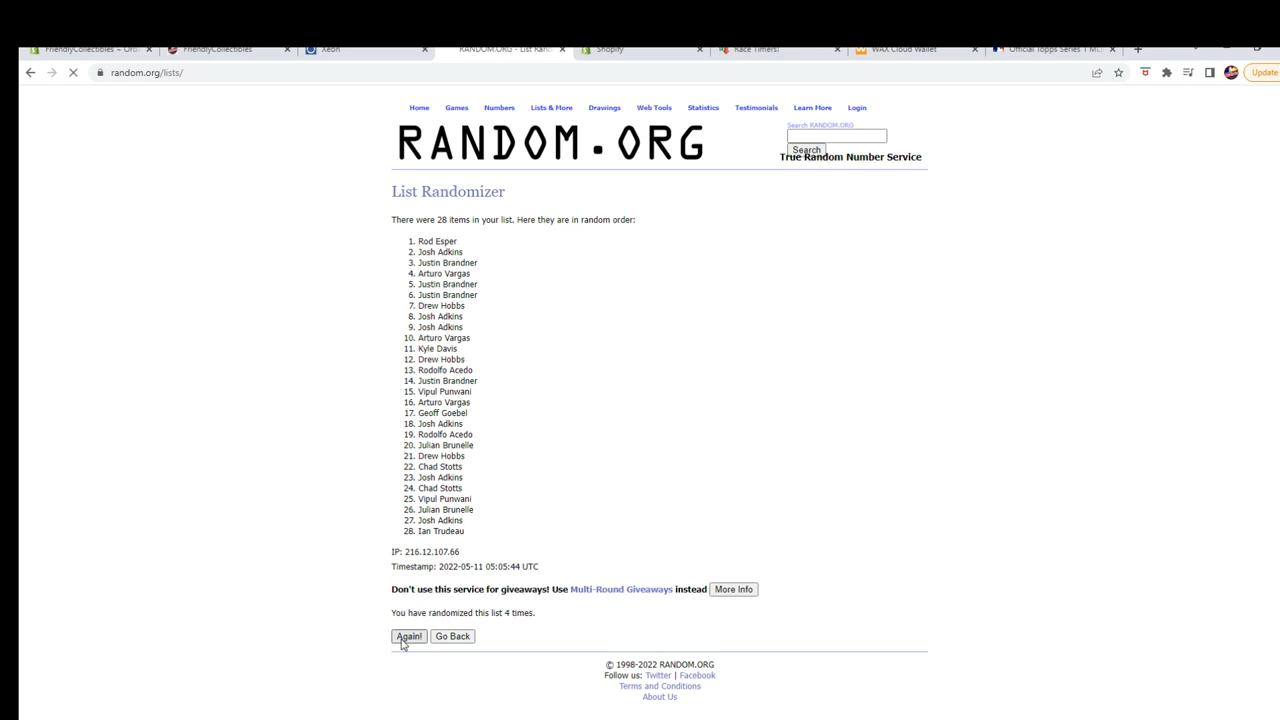 FriendlyCollectibles ~ Ord
FriendlyCollectibles
Xeon
RANDOM.ORG - List Rand
Shopify
Race Timers!
WAX Cloud Wallet
Official Topps Series 1 ML
random.org/lists/
Update
Home Games Numbers Lists & More Drawings Web Tools Statistics Testimonials Learn More Login
Search RANDOM.ORG
RANDOM.ORG
Search
True Random Number Service
List Randomizer
There were 28 items in your list. Here they are in random order:
1. Rod Esper
2. Josh Adkins
3. Justin Brandner
4. Arturo Vargas
5. Justin Brandner
6. Justin Brandner
7. Drew Hobbs
8. Josh Adkins
9. Josh Adkins
10. Arturo Vargas
11. Kyle Davis
12. Drew Hobbs
13. Rodolfo Acedo
14. Justin Brandner
15. Vipul Punwani
16. Arturo Vargas
17. Geoff Goebel
18. Josh Adkins
19. Rodolfo Acedo
20. Julian Brunelle
21. Drew Hobbs
22. Chad Stotts
23. Josh Adkins
24. Chad Stotts
25. Vipul Punwani
26. Julian Brunelle
27. Josh Adkins
28. Ian Trudeau
IP: 216.12.107.66
Timestamp: 2022-05-11 05:05:44 UTC
Don't use this service for giveaways! Use Multi-Round Giveaways instead More Info
You have randomized this list 4 times.
Again! Go Back
© 1998-2022 RANDOM.ORG
Follow us: Twitter | Facebook
Terms and Conditions
About Us